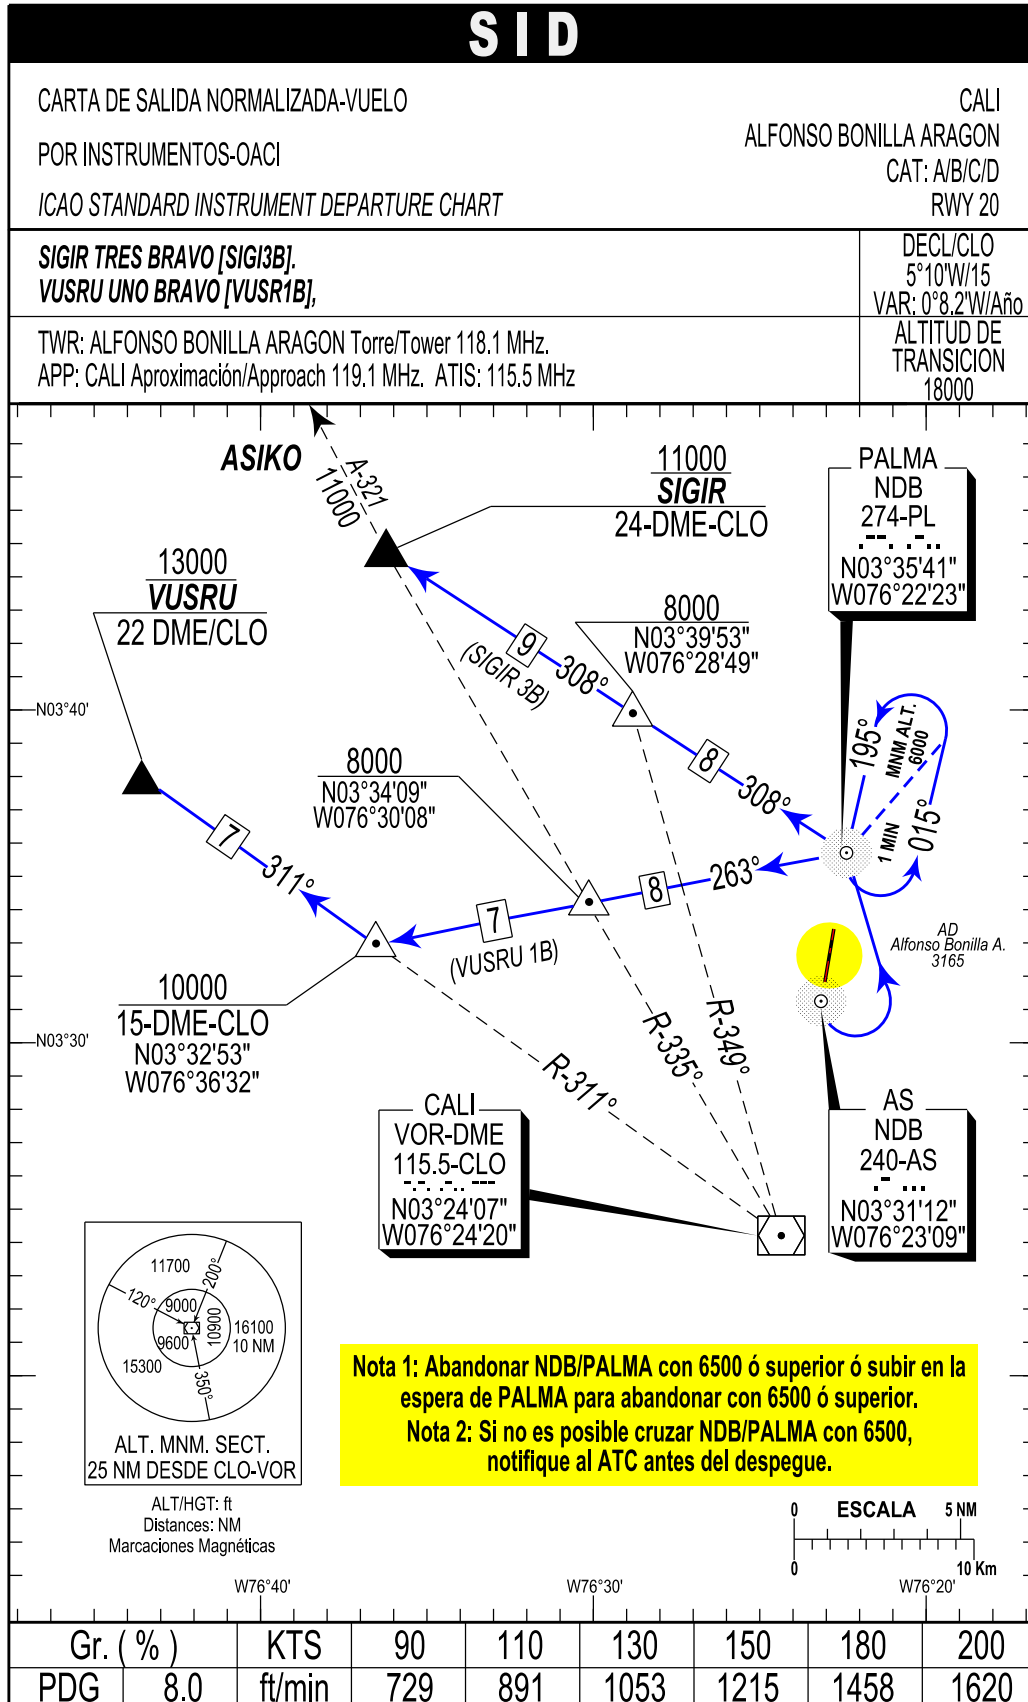 SID
CARTA DE SALIDA NORMALIZADA-VUELO
POR INSTRUMENTOS-OACI
ICAO STANDARD INSTRUMENT DEPARTURE CHART
CALI
ALFONSO BONILLA ARAGON
CAT: A/B/C/D
RWY 20
SIGIR TRES BRAVO [SIGI3B].
VUSRU UNO BRAVO [VUSR1B],
DECL/CLO
5°10'W/15
VAR: 0°8.2'W/Año
TWR: ALFONSO BONILLA ARAGON Torre/Tower 118.1 MHz.
APP: CALI Aproximación/Approach 119.1 MHz. ATIS: 115.5 MHz
ALTITUD DE
TRANSICION
18000
ASIKO
A-321
11000
11000
SIGIR
24-DME-CLO
PALMA
NDB
274-PL
N03°35'41"
W076°22'23"
13000
VUSRU
22 DME/CLO
8000
N03°39'53"
W076°28'49"
9
308°
(SIGIR 3B)
N03°40'
8
308°
195°
MNM ALT.
6000
015°
1 MIN
8000
N03°34'09"
W076°30'08"
7
311°
263°
8
7
(VUSRU 1B)
AD
Alfonso Bonilla A.
3165
10000
15-DME-CLO
N03°32'53"
W076°36'32"
N03°30'
R-349°
R-335°
R-311°
CALI
VOR-DME
115.5-CLO
N03°24'07"
W076°24'20"
AS
NDB
240-AS
N03°31'12"
W076°23'09"
11700
200°
120°
9000
10900
9600
16100
10 NM
15300
350°
ALT. MNM. SECT.
25 NM DESDE CLO-VOR
ALT/HGT: ft
Distances: NM
Marcaciones Magnéticas
Nota 1: Abandonar NDB/PALMA con 6500 ó superior ó subir en la
espera de PALMA para abandonar con 6500 ó superior.
Nota 2: Si no es posible cruzar NDB/PALMA con 6500,
notifique al ATC antes del despegue.
0 ESCALA 5 NM
0 10 Km
W76°40' W76°30' W76°20'
Gr. ( % ) KTS 90 110 130 150 180 200
PDG 8.0 ft/min 729 891 1053 1215 1458 1620